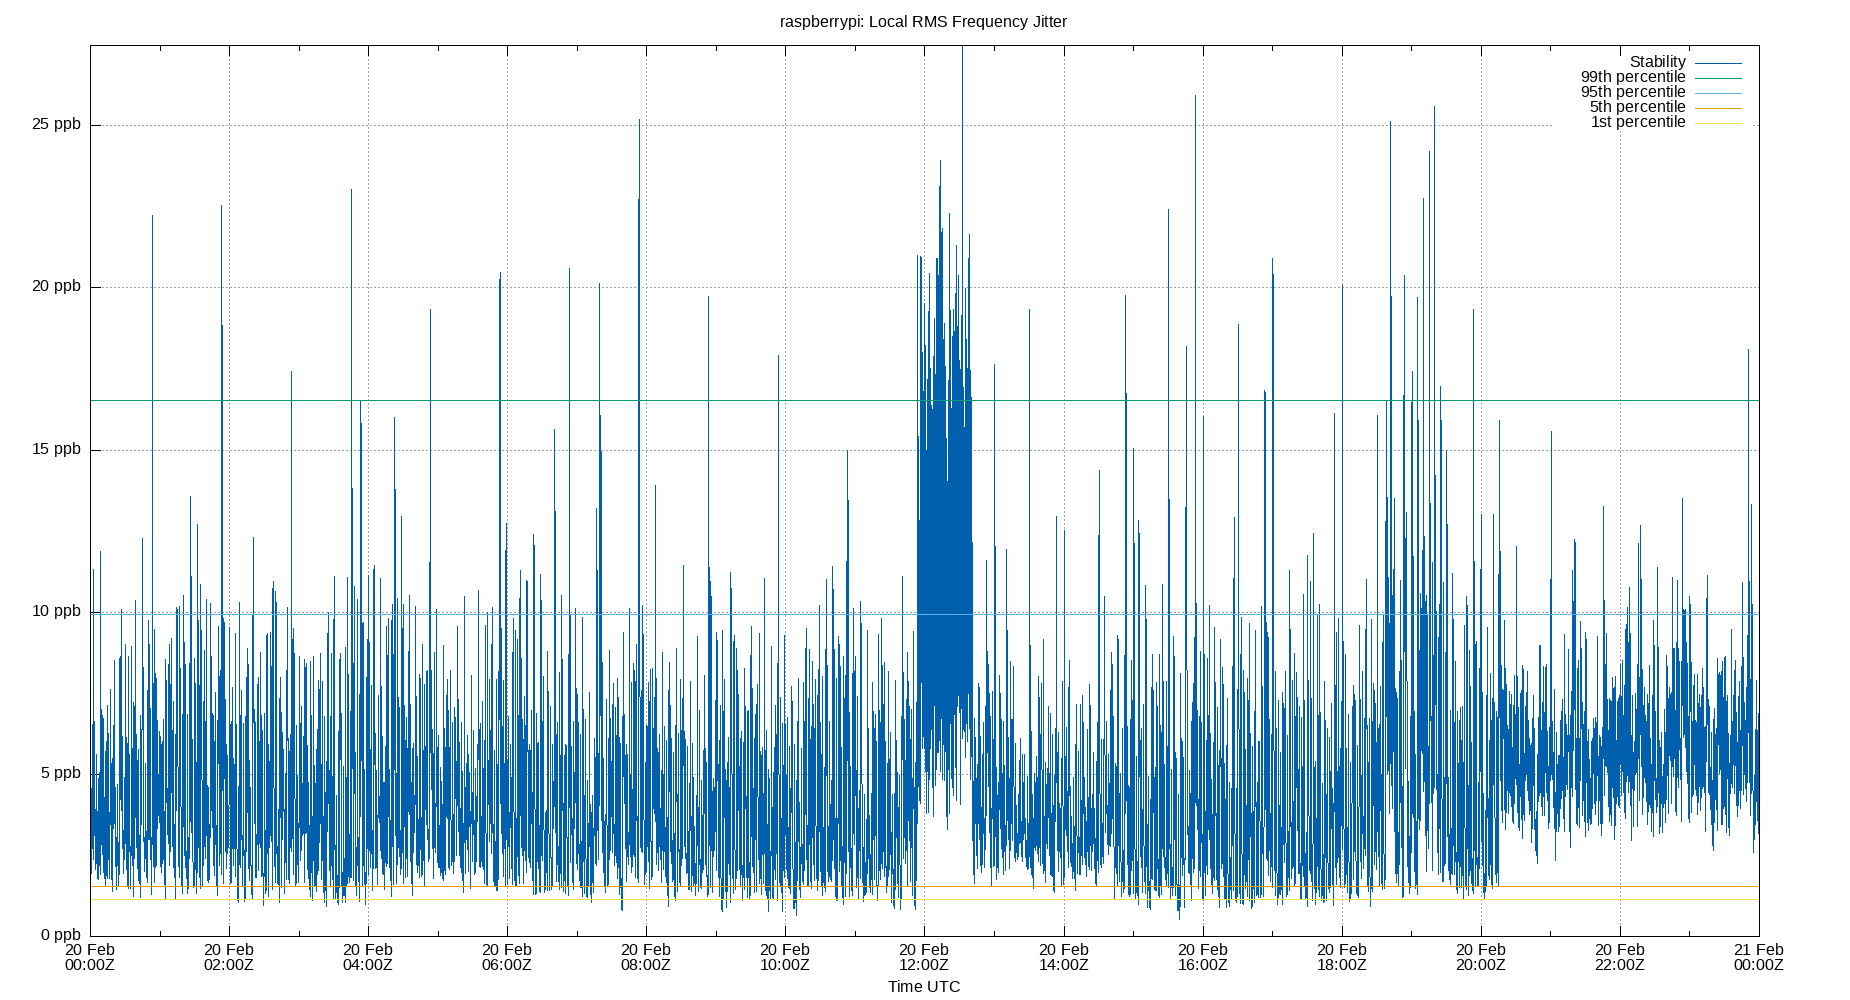 raspberrypi: Local RMS Frequency Jitter
Stability
99th percentile
95th percentile
5th percentile
1st percentile
25 ppb
20 ppb
15 ppb
10 ppb
5 ppb
0 ppb
20 Feb 20 Feb 20 Feb 20 Feb 20 Feb 20 Feb 20 Feb 20 Feb 20 Feb 20 Feb 20 Feb 20 Feb 21 Feb
00:00Z 02:00Z 04:00Z 06:00Z 08:00Z 10:00Z 12:00Z 14:00Z 16:00Z 18:00Z 20:00Z 22:00Z 00:00Z
Time UTC